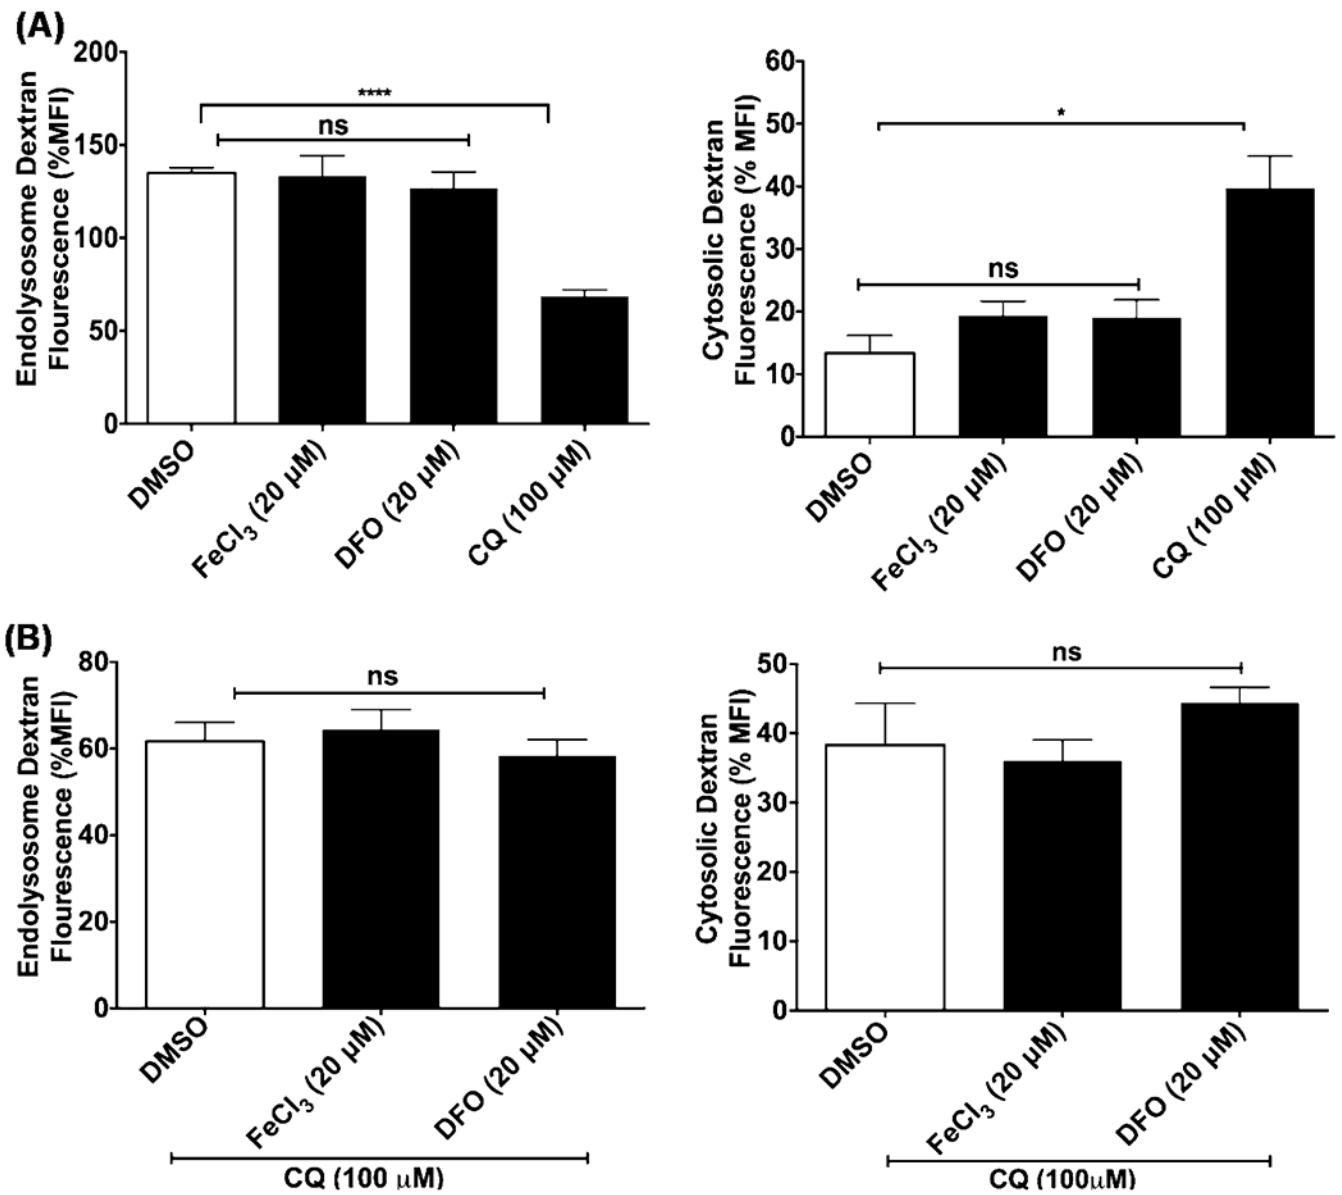 (A)
Endolysosome Dextran
Flourescence (%MFI)
200
150
100
50
0
****
ns
DMSO
FeCl₃ (20 μM)
DFO (20 μM)
CQ (100 μM)
Cytosolic Dextran
Fluorescence (% MFI)
60
50
40
30
20
10
0
*
ns
DMSO
FeCl₃ (20 μM)
DFO (20 μM)
CQ (100 μM)
(B)
Endolysosome Dextran
Flourescence (%MFI)
80
60
40
20
0
ns
DMSO
FeCl₃ (20 μM)
DFO (20 μM)
CQ (100 μM)
Cytosolic Dextran
Fluorescence (% MFI)
50
40
30
20
10
0
ns
DMSO
FeCl₃ (20 μM)
DFO (20 μM)
CQ (100μM)